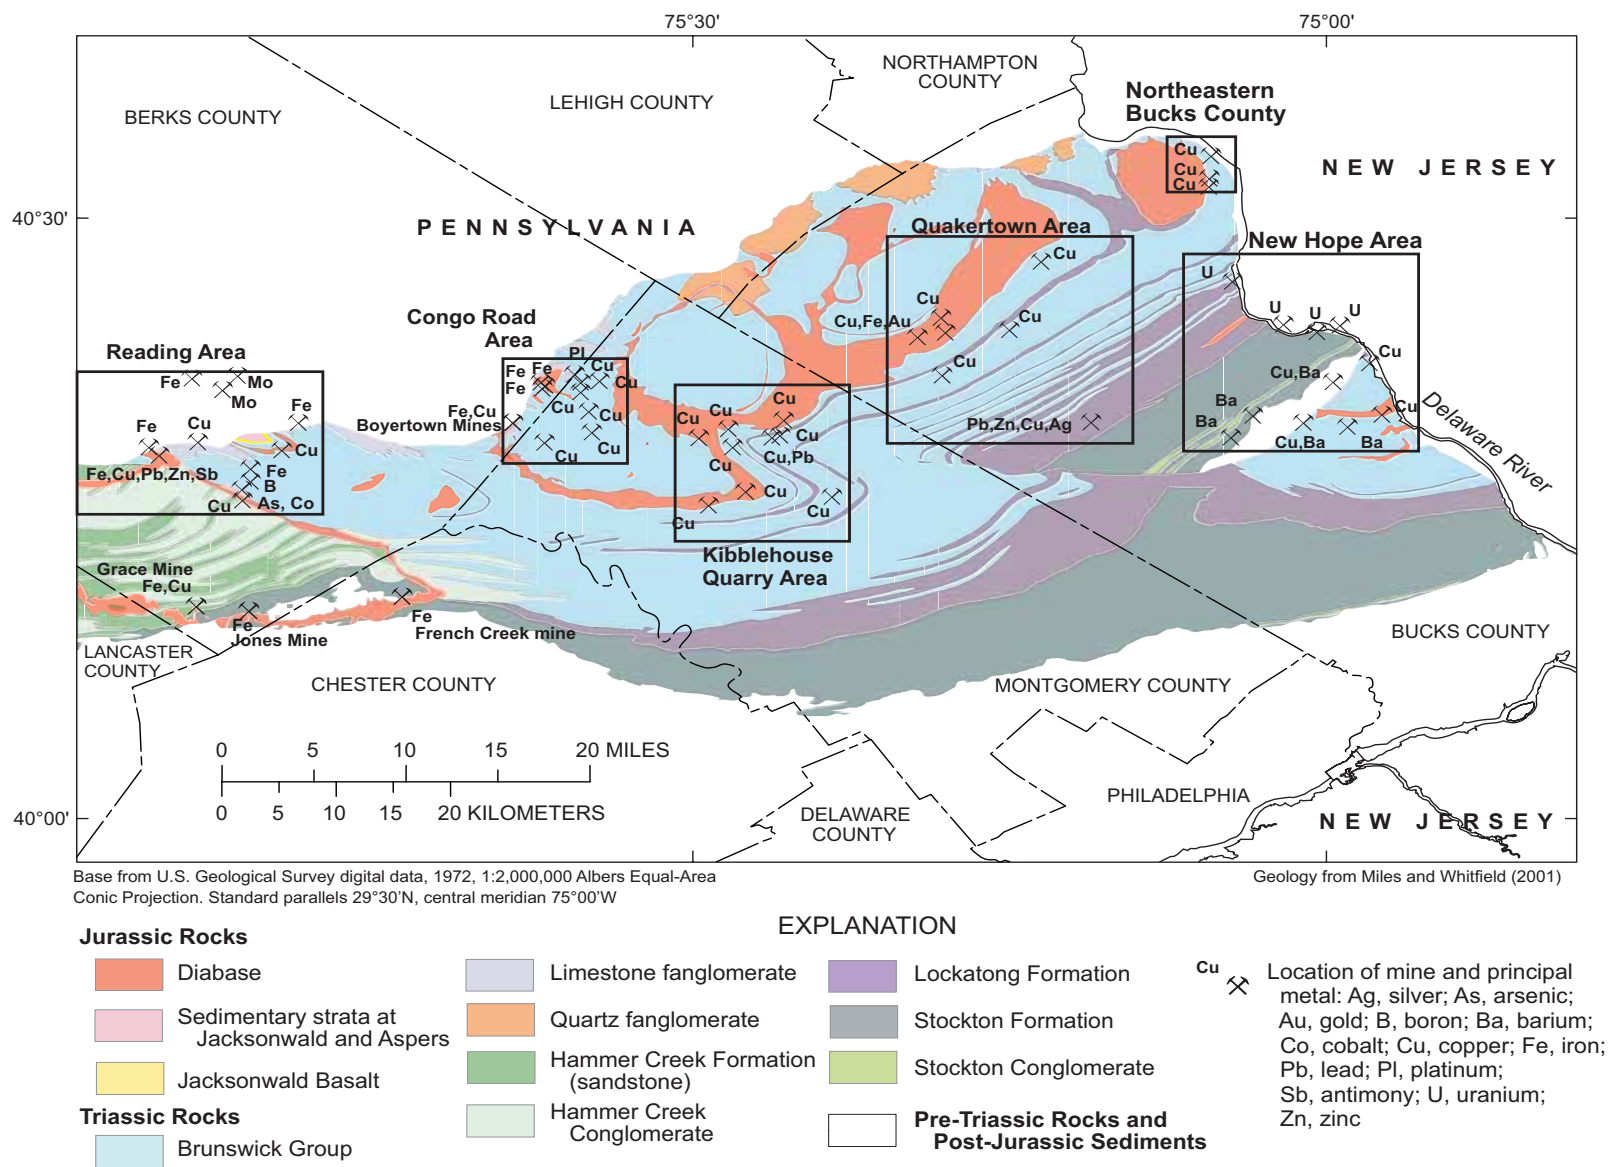 75°30'
75°00'
NORTHAMPTON
COUNTY
LEHIGH COUNTY
BERKS COUNTY
Northeastern
Bucks County
Cu
Cu
Cu
NEW JERSEY
40°30'
PENNSYLVANIA
Quakertown Area
New Hope Area
Cu
U
Cu
U
U
U
Cu,Fe,Au
Cu
Congo Road
Area
Reading Area
Pl
Cu
Fe
Fe
Fe
Cu
Cu
Cu
Fe
Mo
Mo
Cu,Ba
Fe
Cu
Fe,Cu
Boyertown Mines
Cu
Cu
Cu
Cu
Cu
Cu
Cu
Ba
Ba
Cu
Delaware River
Pb,Zn,Cu,Ag
Fe
Cu
Cu
Cu
Cu,Pb
Cu
Cu,Ba
Ba
Fe,Cu,Pb,Zn,Sb
Fe
B
As, Co
Cu
Cu
Cu
Cu
Kibblehouse
Quarry Area
Grace Mine
Fe,Cu
Fe
Jones Mine
Fe
French Creek mine
LANCASTER
COUNTY
CHESTER COUNTY
BUCKS COUNTY
MONTGOMERY COUNTY
0 5 10 15 20 MILES
0 5 10 15 20 KILOMETERS
PHILADELPHIA
DELAWARE
COUNTY
40°00'
NEW JERSEY
Base from U.S. Geological Survey digital data, 1972, 1:2,000,000 Albers Equal-Area
Conic Projection. Standard parallels 29°30'N, central meridian 75°00'W
Geology from Miles and Whitfield (2001)
EXPLANATION
Jurassic Rocks
Diabase
Sedimentary strata at
Jacksonwald and Aspers
Jacksonwald Basalt
Triassic Rocks
Brunswick Group
Limestone fanglomerate
Quartz fanglomerate
Hammer Creek Formation
(sandstone)
Hammer Creek
Conglomerate
Lockatong Formation
Stockton Formation
Stockton Conglomerate
Pre-Triassic Rocks and
Post-Jurassic Sediments
Cu
Location of mine and principal
metal: Ag, silver; As, arsenic;
Au, gold; B, boron; Ba, barium;
Co, cobalt; Cu, copper; Fe, iron;
Pb, lead; Pl, platinum;
Sb, antimony; U, uranium;
Zn, zinc